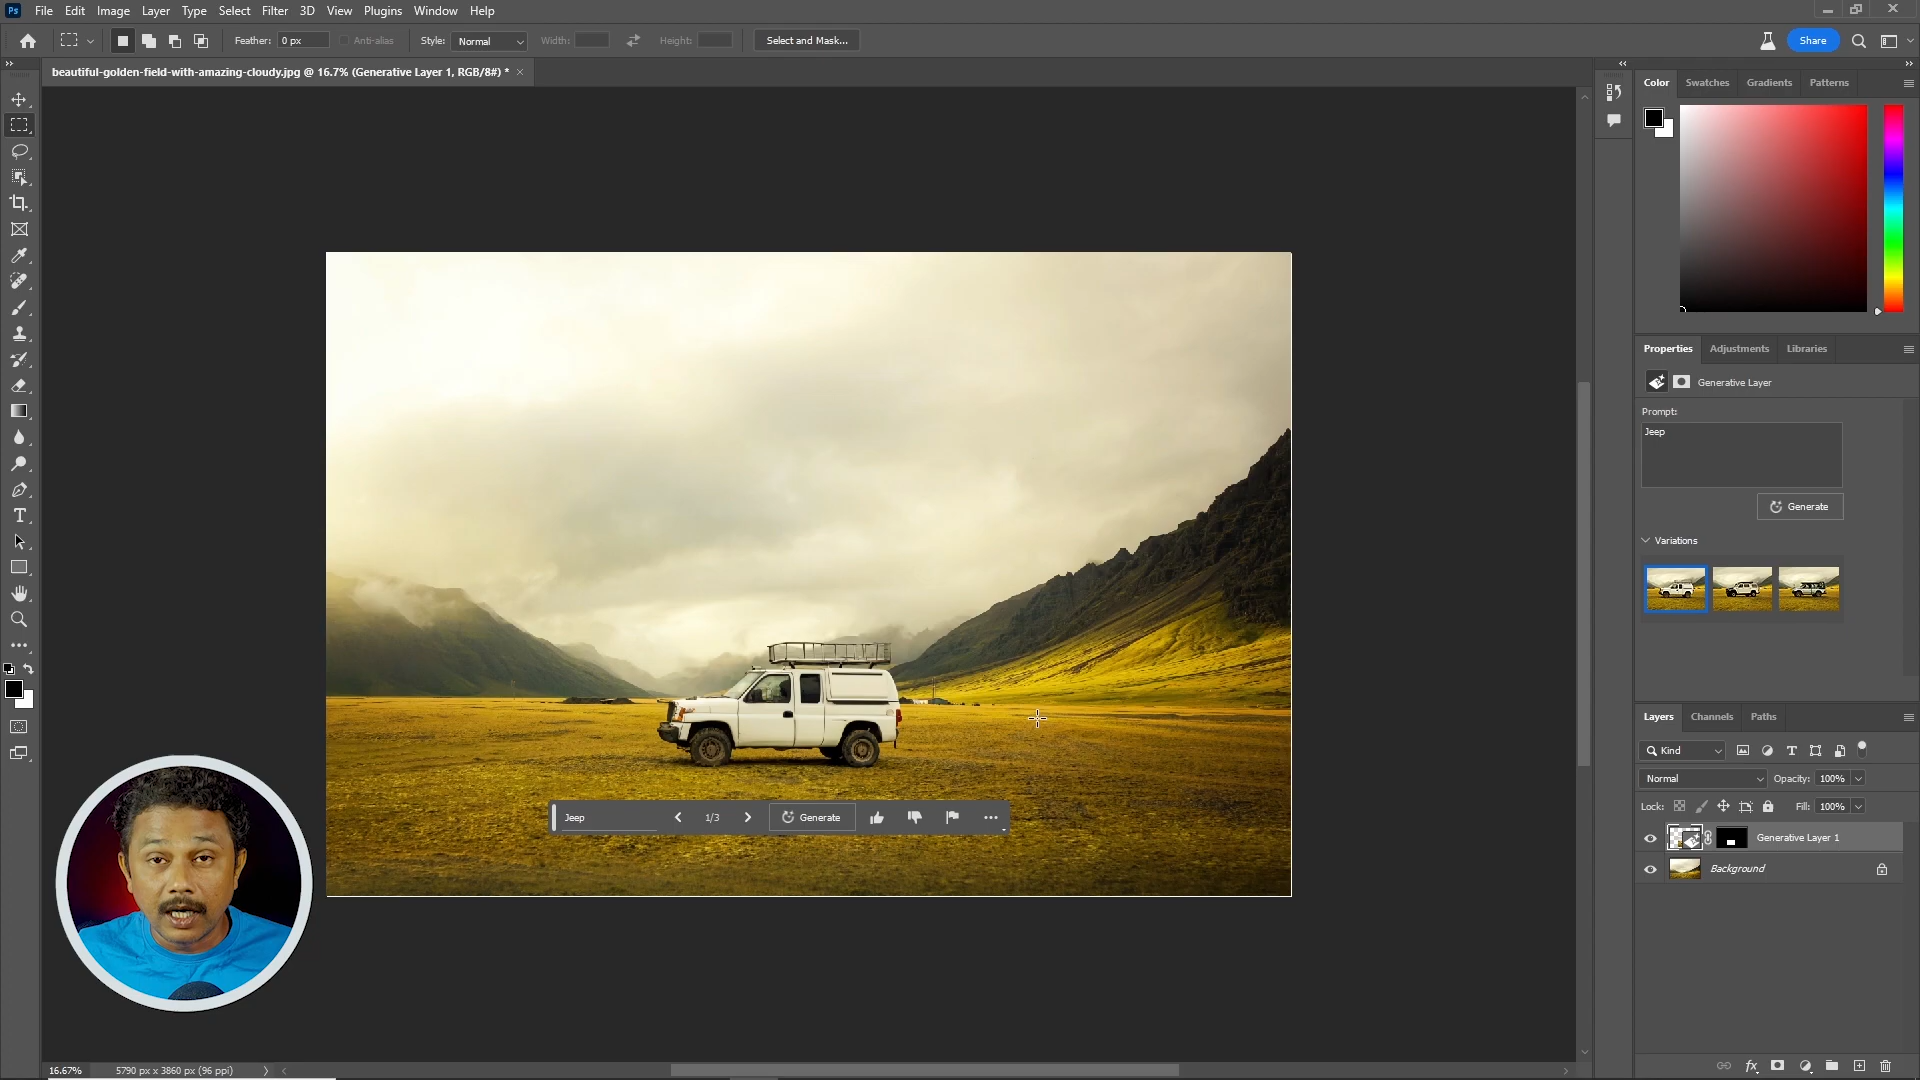 Ps File Edit Image Layer Type Select Filter 3D View Plugins Window Help
Feather: 0 px Anti-alias Style: Normal Width: Height: Select and Mask... Share
beautiful-golden-field-with-amazing-cloudy.jpg @ 16.7% (Generative Layer 1, RGB/8#) *
Color Swatches Gradients Patterns
Properties Adjustments Libraries
Generative Layer
Prompt:
Jeep
Generate
Variations
Layers Channels Paths
Kind
Normal Opacity: 100%
Lock: Fill: 100%
Jeep 1/3 Generate
Generative Layer 1
Background
16.67% 5790 px x 3860 px (96 ppi)